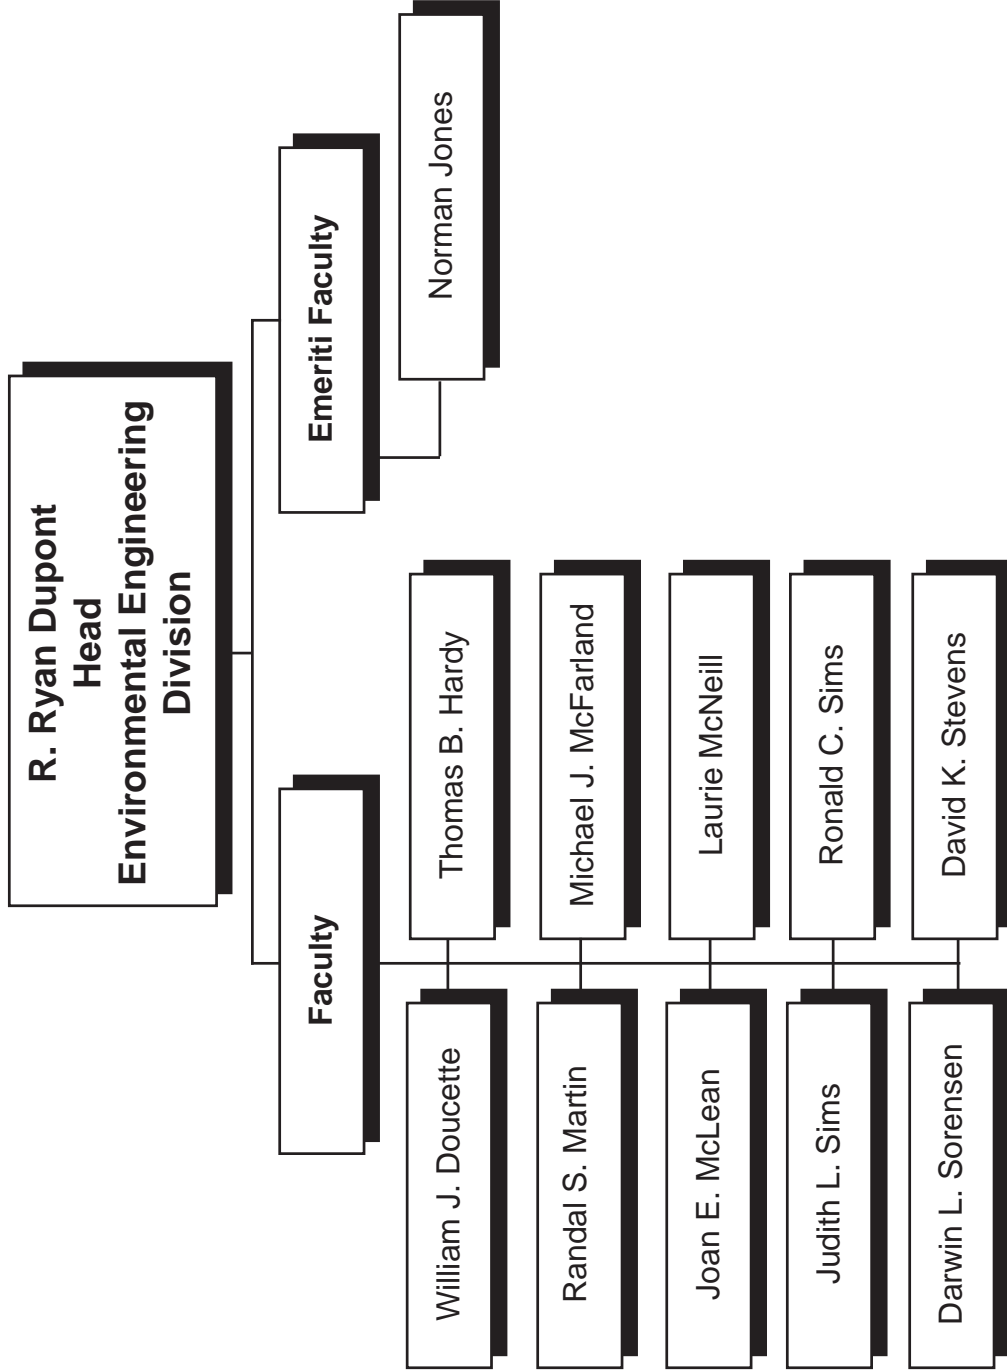 R. Ryan Dupont
Head
Environmental Engineering
Division
Faculty
Emeriti Faculty
William J. Doucette
Thomas B. Hardy
Norman Jones
Randal S. Martin
Michael J. McFarland
Joan E. McLean
Laurie McNeill
Judith L. Sims
Ronald C. Sims
Darwin L. Sorensen
David K. Stevens